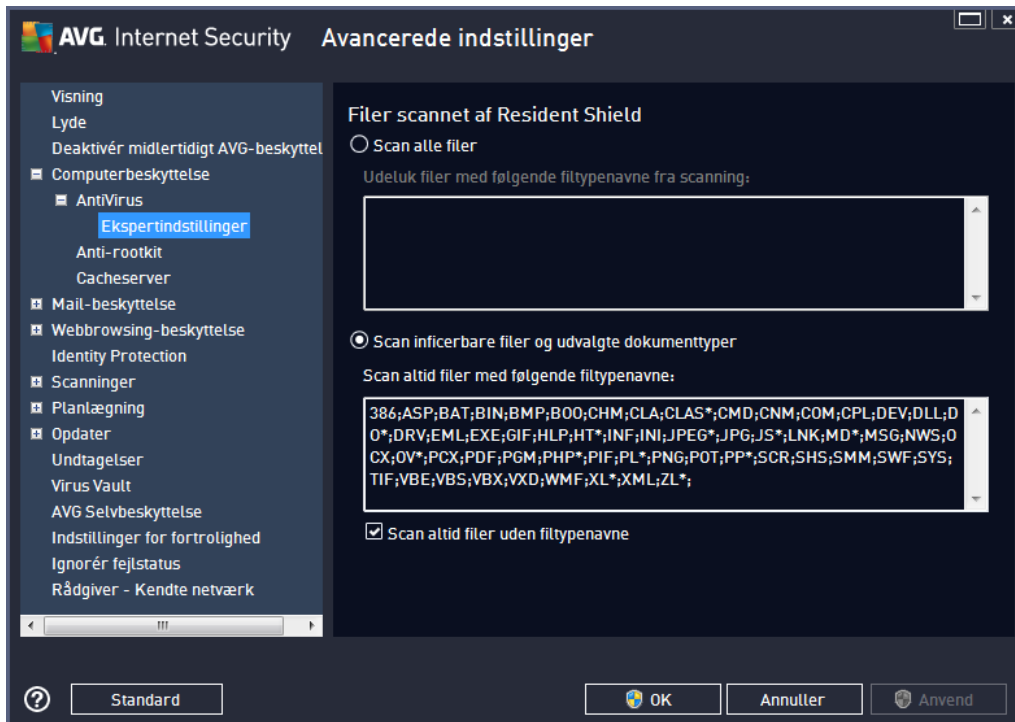 AVG. Internet Security Avancerede indstillinger
Visning
Lyde
Deaktivér midlertidigt AVG-beskyttel
Computerbeskyttelse
AntiVirus
Ekspertindstillinger
Anti-rootkit
Cacheserver
Mail-beskyttelse
Webbrowsing-beskyttelse
Identity Protection
Scanninger
Planlægning
Opdater
Undtagelser
Virus Vault
AVG Selvbeskyttelse
Indstillinger for fortrolighed
Ignorér fejlstatus
Rådgiver - Kendte netværk
Filer scannet af Resident Shield
Scan alle filer
Udeluk filer med følgende filtypenavne fra scanning:
Scan inficerbare filer og udvalgte dokumenttyper
Scan altid filer med følgende filtypenavne:
386;ASP;BAT;BIN;BMP;BOO;CHM;CLA;CLAS*;CMD;CNM;COM;CPL;DEV;DLL;D
O*;DRV;EML;EXE;GIF;HLP;HT*;INF;INI;JPEG*;JPG;JS*;LNK;MD*;MSG;NWS;O
CX;OV*;PCX;PDF;PGM;PHP*;PIF;PL*;PNG;POT;PP*;SCR;SHS;SMM;SWF;SYS;
TIF;VBE;VBS;VBX;VXD;WMF;XL*;XML;ZL*;
Scan altid filer uden filtypenavne
Standard
OK
Annuller
Anvend